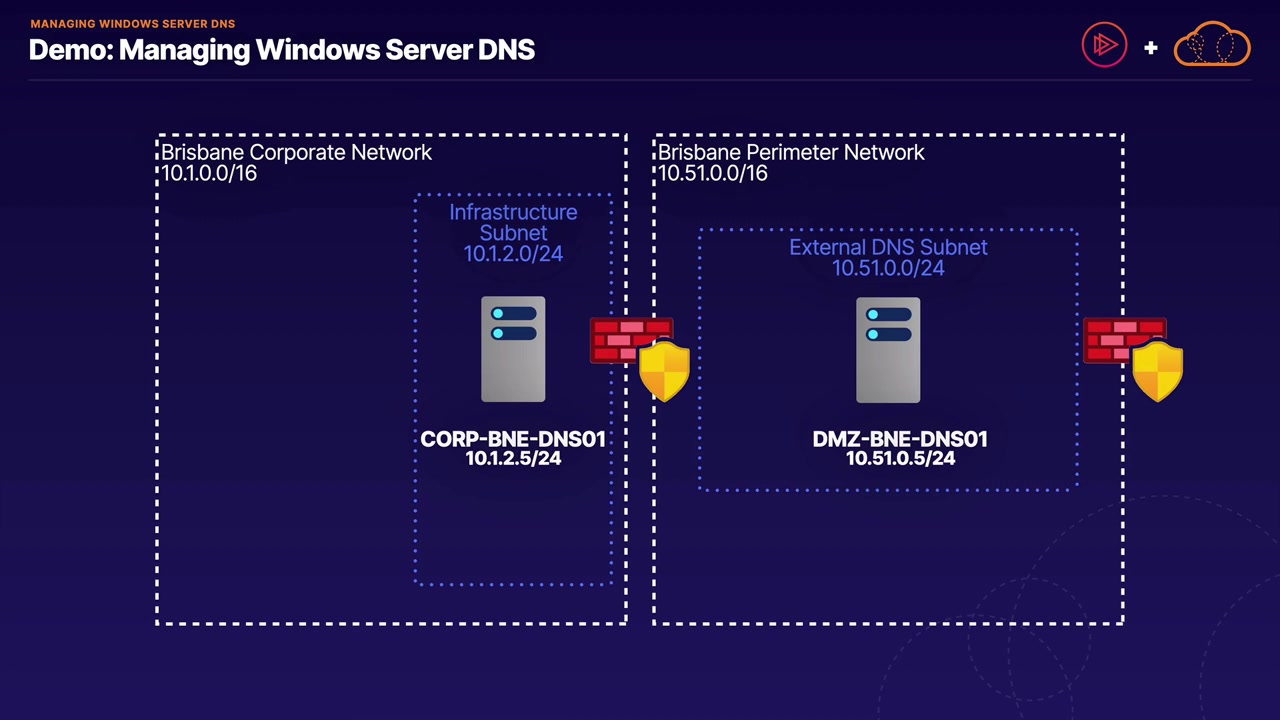 MANAGING WINDOWS SERVER DNS
Demo: Managing Windows Server DNS
Brisbane Corporate Network
10.1.0.0/16
Infrastructure
Subnet
10.1.2.0/24
CORP-BNE-DNS01
10.1.2.5/24
Brisbane Perimeter Network
10.51.0.0/16
External DNS Subnet
10.51.0.0/24
DMZ-BNE-DNS01
10.51.0.5/24